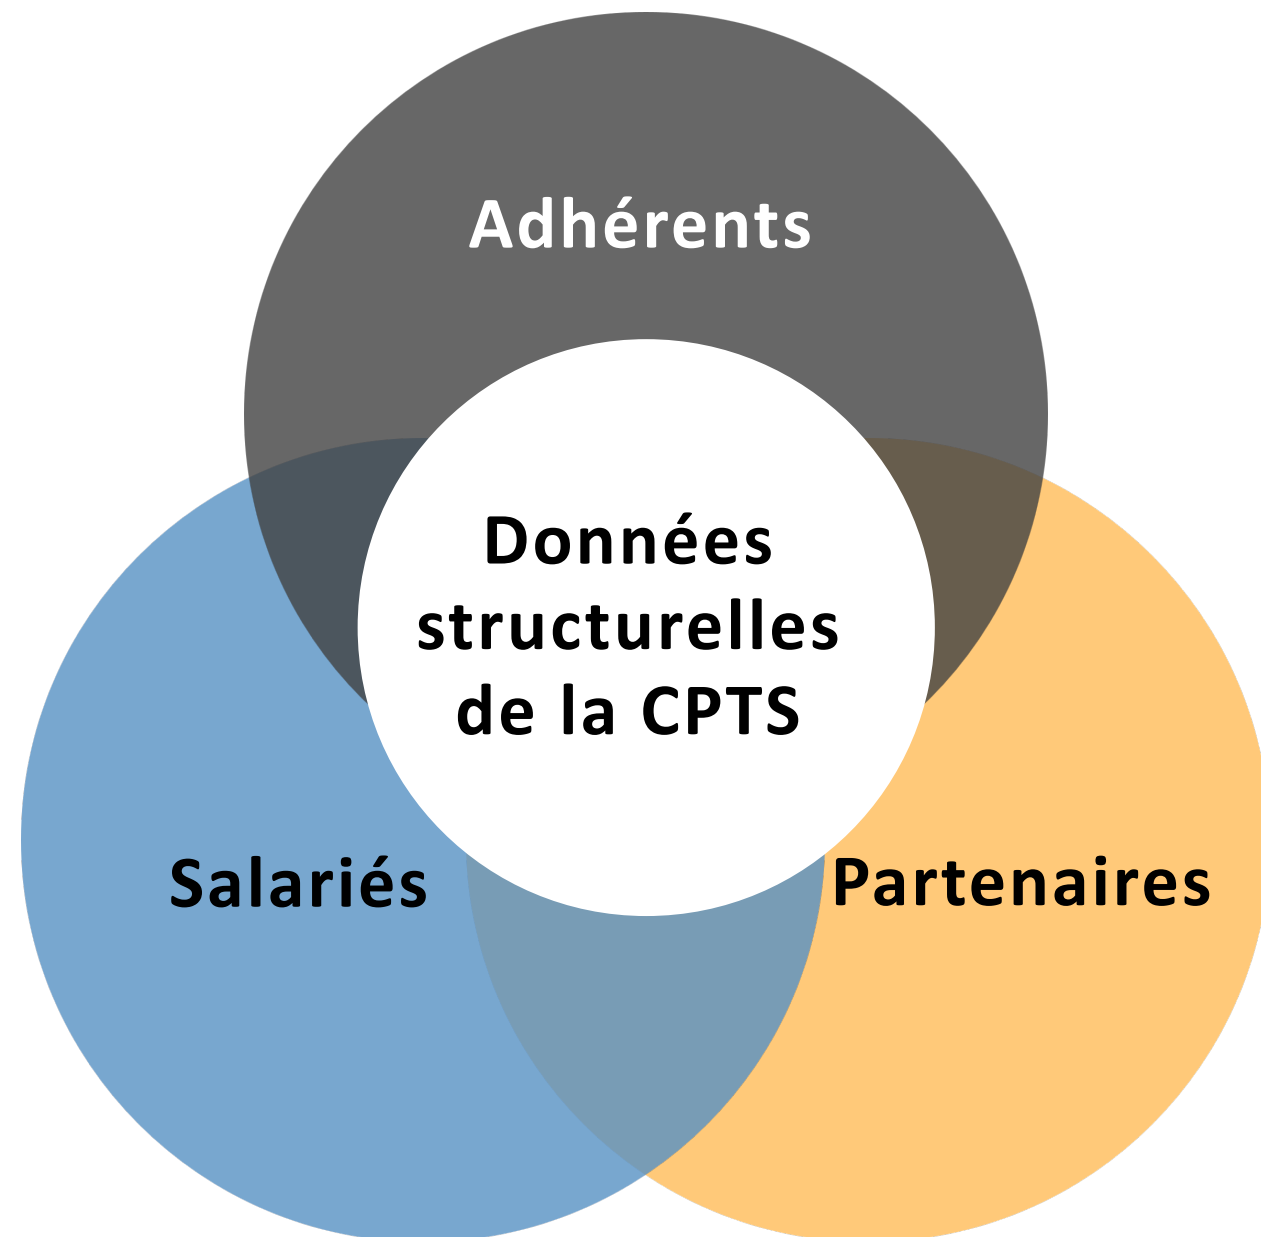 Adhérents
Données
structurelles
de la CPTS
Salariés
Partenaires